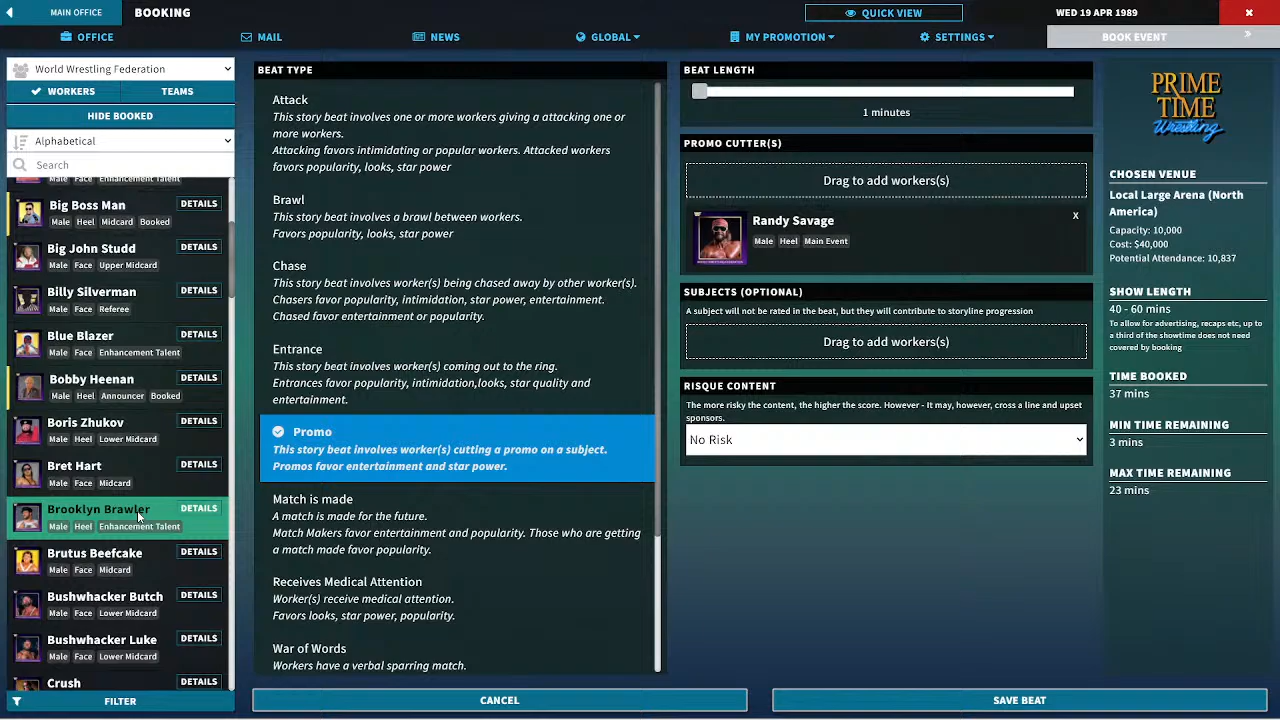 MAIN OFFICE
BOOKING
QUICK VIEW
WED 19 APR 1989
OFFICE
MAIL
NEWS
GLOBAL
MY PROMOTION
SETTINGS
BOOK EVENT
World Wrestling Federation
WORKERS
TEAMS
HIDE BOOKED
Alphabetical
Search
Male Face Enhancement Talent
Big Boss Man
DETAILS
Male Heel Midcard Booked
Big John Studd
DETAILS
Male Face Upper Midcard
Billy Silverman
DETAILS
Male Face Referee
Blue Blazer
DETAILS
Male Face Enhancement Talent
Bobby Heenan
DETAILS
Male Heel Announcer Booked
Boris Zhukov
DETAILS
Male Heel Lower Midcard
Bret Hart
DETAILS
Male Face Midcard
Brooklyn Brawler
DETAILS
Male Heel Enhancement Talent
Brutus Beefcake
DETAILS
Male Face Midcard
Bushwhacker Butch
DETAILS
Male Face Lower Midcard
Bushwhacker Luke
DETAILS
Male Face Lower Midcard
Crush
DETAILS
FILTER
BEAT TYPE
Attack
This story beat involves one or more workers giving a attacking one or
more workers.
Attacking favors intimidating or popular workers. Attacked workers
favors popularity, looks, star power
Brawl
This story beat involves a brawl between workers.
Favors popularity, looks, star power
Chase
This story beat involves worker(s) being chased away by other worker(s).
Chasers favor popularity, intimidation, star power, entertainment.
Chased favor entertainment or popularity.
Entrance
This story beat involves worker(s) coming out to the ring.
Entrances favor popularity, intimidation,looks, star quality and
entertainment.
Promo
This story beat involves worker(s) cutting a promo on a subject.
Promos favor entertainment and star power.
Match is made
A match is made for the future.
Match Makers favor entertainment and popularity. Those who are getting
a match made favor popularity.
Receives Medical Attention
Worker(s) receive medical attention.
Favors looks, star power, popularity.
War of Words
Workers have a verbal sparring match.
CANCEL
BEAT LENGTH
1 minutes
PROMO CUTTER(S)
Drag to add workers(s)
Randy Savage
X
Male Heel Main Event
SUBJECTS (OPTIONAL)
A subject will not be rated in the beat, but they will contribute to storyline progression
Drag to add workers(s)
RISQUE CONTENT
The more risky the content, the higher the score. However - It may, however, cross a line and upset
sponsors.
No Risk
SAVE BEAT
PRIME
TIME
Wrestling
CHOSEN VENUE
Local Large Arena (North
America)
Capacity: 10,000
Cost: $40,000
Potential Attendance: 10,837
SHOW LENGTH
40 - 60 mins
To allow for advertising, recaps etc, up to
a third of the showtime does not need
covered by booking
TIME BOOKED
37 mins
MIN TIME REMAINING
3 mins
MAX TIME REMAINING
23 mins